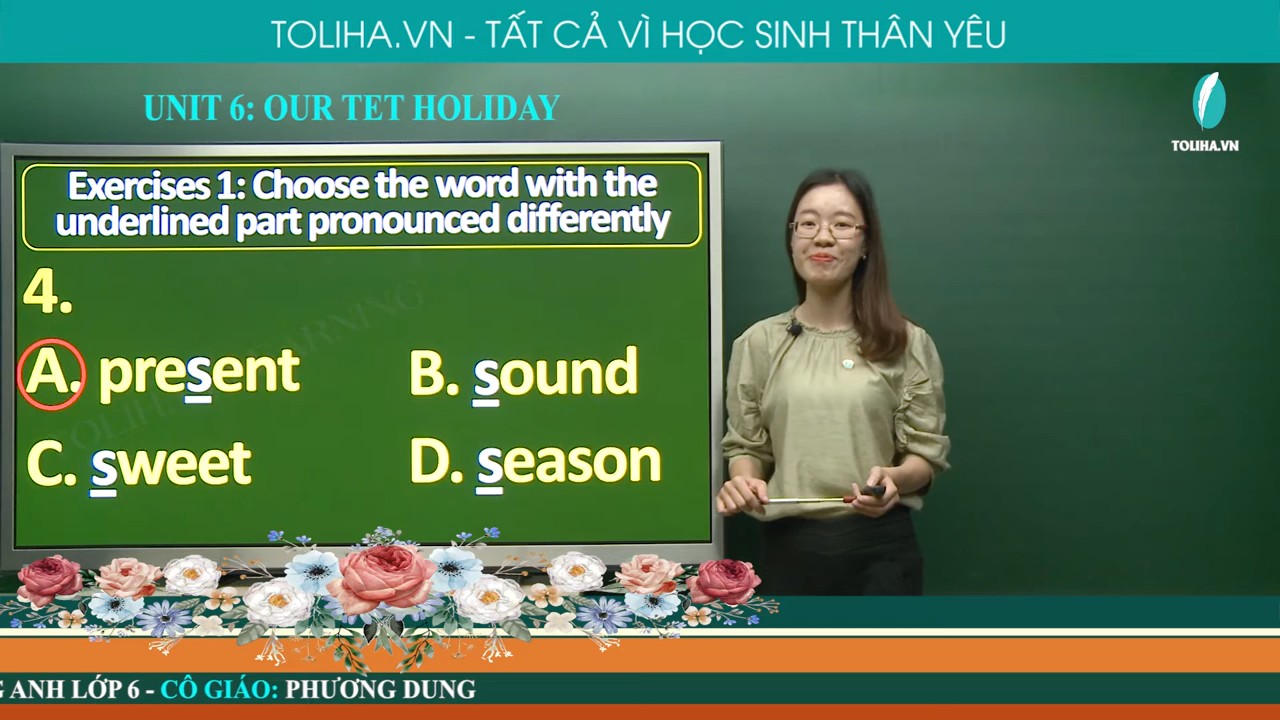 TOLIHA.VN - TẤT CẢ VÌ HỌC SINH THÂN YÊU
UNIT 6: OUR TET HOLIDAY
TOLIHA.VN
Exercises 1: Choose the word with the
underlined part pronounced differently
4.
A. present B. sound
C. sweet D. season
ANH LỚP 6 - CÔ GIÁO: PHƯƠNG DUNG